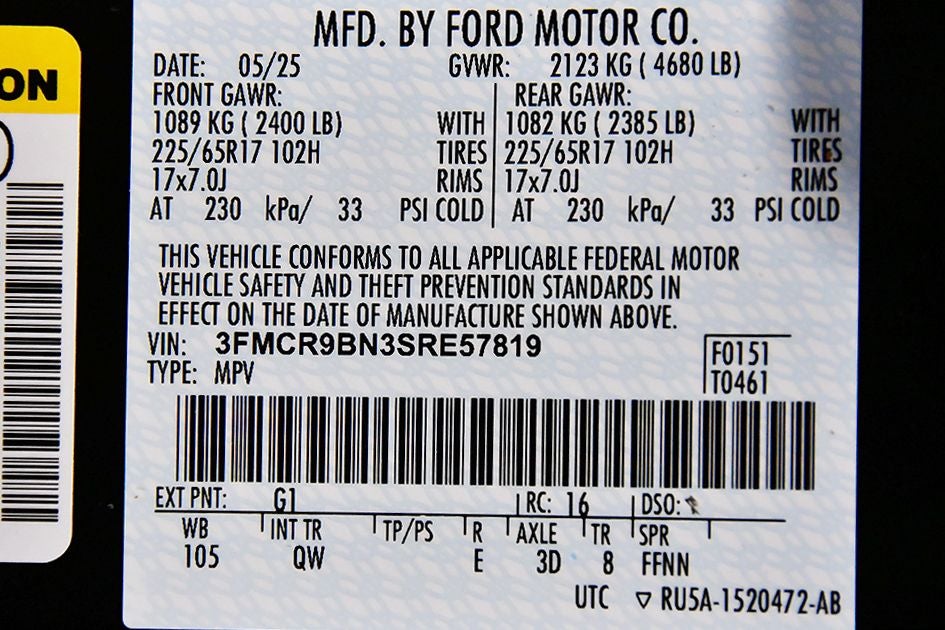 MFD. BY FORD MOTOR CO.
DATE: 05/25 GVWR: 2123 KG ( 4680 LB)
FRONT GAWR: REAR GAWR:
1089 KG ( 2400 LB) WITH 1082 KG ( 2385 LB) WITH
225/65R17 102H TIRES 225/65R17 102H TIRES
17x7.0J RIMS 17x7.0J RIMS
AT 230 kPa/ 33 PSI COLD AT 230 kPa/ 33 PSI COLD
THIS VEHICLE CONFORMS TO ALL APPLICABLE FEDERAL MOTOR
VEHICLE SAFETY AND THEFT PREVENTION STANDARDS IN
EFFECT ON THE DATE OF MANUFACTURE SHOWN ABOVE.
VIN: 3FMCR9BN3SRE57819
TYPE: MPV
F0151
T0461
EXT PNT: G1 RC: 16 DSO:
WB INT TR TP/PS R AXLE TR SPR
105 QW E 3D 8 FFNN
UTC ▽ RU5A-1520472-AB
ON